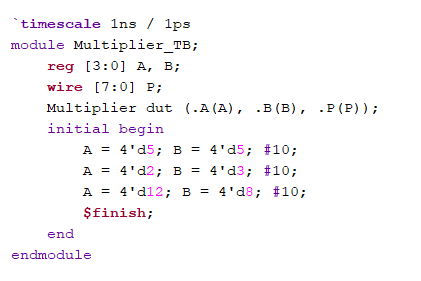 `timescale 1ns / 1ps
module Multiplier_TB;
    reg [3:0] A, B;
    wire [7:0] P;
    Multiplier dut (.A(A), .B(B), .P(P));
    initial begin
        A = 4'd5; B = 4'd5; #10;
        A = 4'd2; B = 4'd3; #10;
        A = 4'd12; B = 4'd8; #10;
        $finish;
    end
endmodule